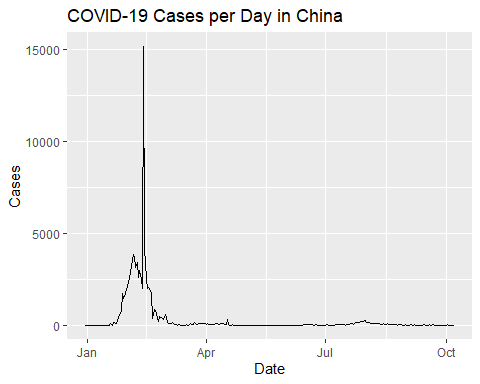 COVID-19 Cases per Day in China
15000
10000
5000
0
Cases
Jan Apr Jul Oct
Date